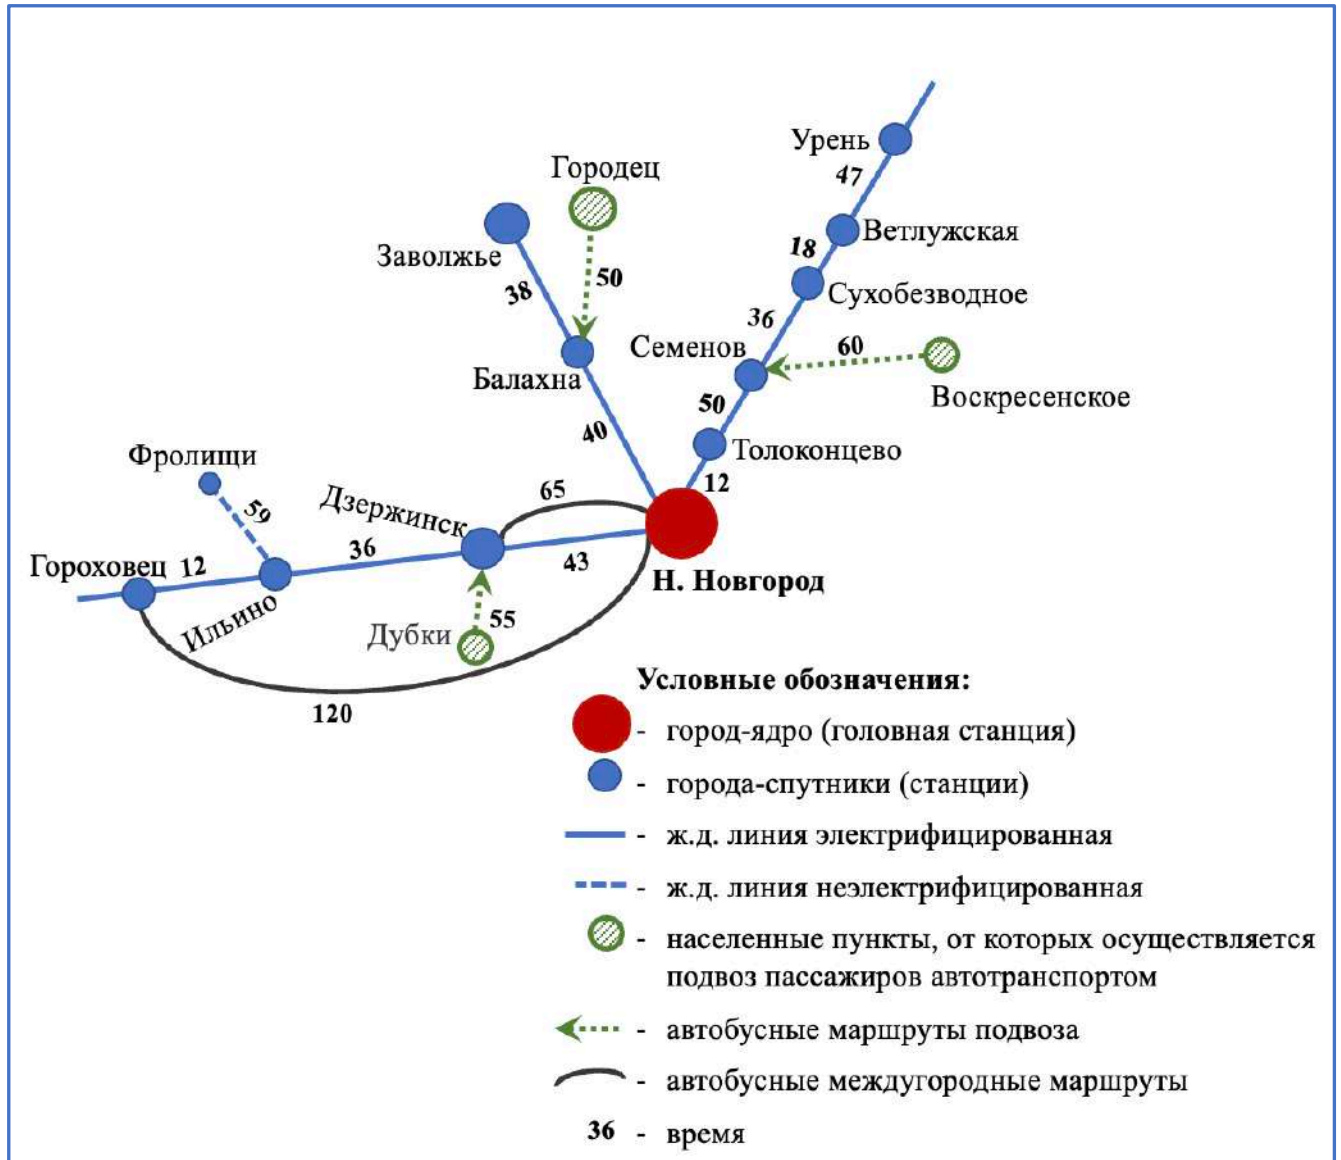 Урень
47
Городец
Ветлужская
18
Заволжье
50
38
Сухобезводное
36
Семенов
60
Балахна
Воскресенское
50
40
Толоконцево
Фролищи
12
65
Дзержинск
59
36
43
Гороховец
12
Н. Новгород
Ильино
55
Дубки
120
Условные обозначения:
- город-ядро (головная станция)
- города-спутники (станции)
- ж.д. линия электрифицированная
- ж.д. линия неэлектрифицированная
- населенные пункты, от которых осуществляется
подвоз пассажиров автотранспортом
- автобусные маршруты подвоза
- автобусные междугородные маршруты
36 - время